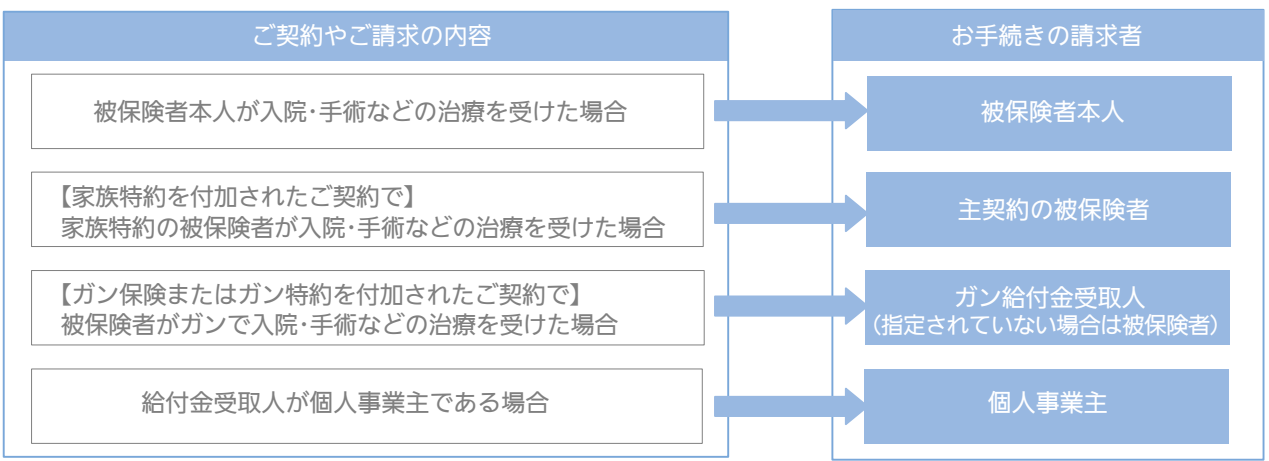 ご契約やご請求の内容
お手続きの請求者
被保険者本人が入院・手術などの治療を受けた場合
被保険者本人
【家族特約を付加されたご契約で】
家族特約の被保険者が入院・手術などの治療を受けた場合
主契約の被保険者
【ガン保険またはガン特約を付加されたご契約で】
被保険者がガンで入院・手術などの治療を受けた場合
ガン給付金受取人
（指定されていない場合は被保険者）
給付金受取人が個人事業主である場合
個人事業主